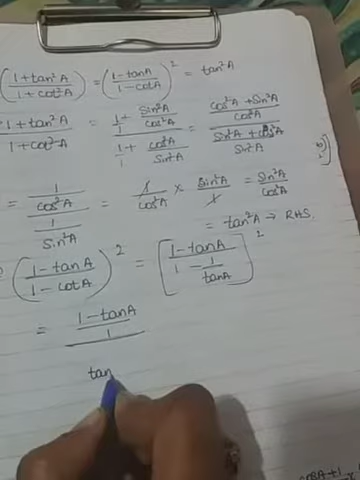 (1+tan²A / 1+cot²A) = (1-tanA / 1-cotA)² = tan²A
1+tan²A / 1+cot²A = (1/1 + sin²A/cos²A) / (1/1 + cos²A/sin²A) = (cos²A+sin²A / cos²A) / (sin²A+cos²A / sin²A)
= (1/cos²A) / (1/sin²A) = 1/cos²A × sin²A/1 = sin²A/cos²A
= tan²A → RHS.
(1-tanA / 1-cotA)² = [1-tanA / 1 - 1/tanA]²
= (1-tanA / 1)
tan